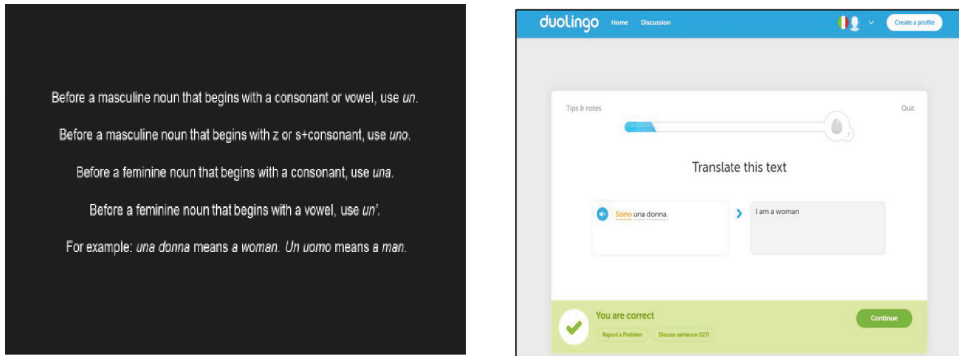 Before a masculine noun that begins with a consonant or vowel, use un.
Before a masculine noun that begins with z or s+consonant, use uno.
Before a feminine noun that begins with a consonant, use una.
Before a feminine noun that begins with a vowel, use un'.
For example: una donna means a woman. Un uomo means a man.
duolingo Home Discussion Create a profile
Tips & notes Quit
Translate this text
Sono una donna. I am a woman
You are correct
Continue
Report a Problem Discuss sentence (127)